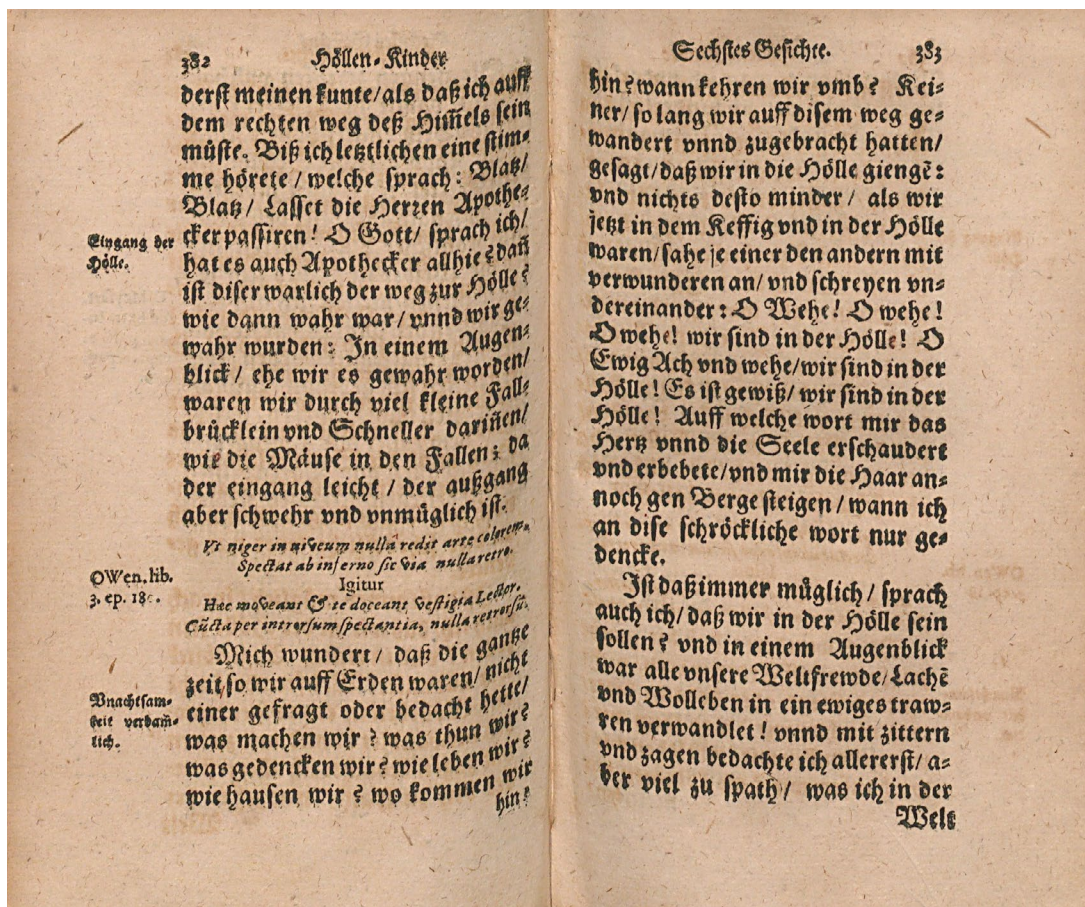 382 Höllen-Kinder
derst meinen kunte/als daß ich auff
dem rechten weg deß Him̃els sein
müste. Biß ich letztlichen eine stim-
me hörete/ welche sprach: Blatz/
Blatz/ Lasset die Herren Apothe-
Eingang der Hölle.
cker passiren! O Gott/ sprach ich/
hat es auch Apothecker allhie? dañ
ist diser warlich der weg zur Hölle?
wie dann wahr war/ vnnd wir ge-
wahr wurden: In einem Augen-
blick/ ehe wir es gewahr worden/
waren wir durch viel kleine Fall-
brücklein vnd Schneller dariñen/
wie die Mäuse in den Fallen: da
der eingang leicht/ der außgang
aber schwehr vnd vnmüglich ist.
Vt niger in niveum nullâ redit arte colorem,
Spectat ab inferno sic via nulla retro.
OWen. lib.
3. ep.
Igitur
Hæc moveant & te doceant vestigia Lector,
Cũcta per introrsum spectantia, nulla retrorsũ.
Mich wundert/ daß die gantze
zeit so wir auff Erden waren/ nicht
Vnachtsam-
keit verdam̃-
lich.
einer gefragt oder bedacht hette/
was machen wir? was thun wir?
was gedencken wir? wie leben wir?
wie hausen wir? wo kommen wir
hin?
Sechstes Gesichte. 383
hin? wann kehren wir vmb? Kei-
ner/ so lang wir auff disem weg ge-
wandert vnnd zugebracht hatten/
gesagt/ daß wir in die Hölle giengē:
vnd nichts desto minder/ als wir
jetzt in dem Keffig vnd in der Hölle
waren/ sahe je einer den andern mit
verwunderen an/ vnd schreyen vn-
dereinander: O Wehe! O wehe!
O wehe! wir sind in der Hölle! O
Ewig Ach vnd wehe/ wir sind in der
Hölle! Es ist gewiß/ wir sind in der
Hölle! Auff welche wort mir das
Hertz vnnd die Seele erschaudert
vnd erbebete/ vnd mir die Haar an-
noch gen Berge steigen/ wann ich
an dise schröckliche wort nur ge-
dencke.
Ist daß immer müglich/ sprach
auch ich/ daß wir in der Hölle sein
sollen? vnd in einem Augenblick
war alle vnsere Weltfrewde/ Lachē
vnd Wolleben in ein ewiges traw-
ren verwandlet! vnnd mit zittern
vnd zagen bedachte ich allererst/ a-
ber viel zu spath/ was ich in der
Welt